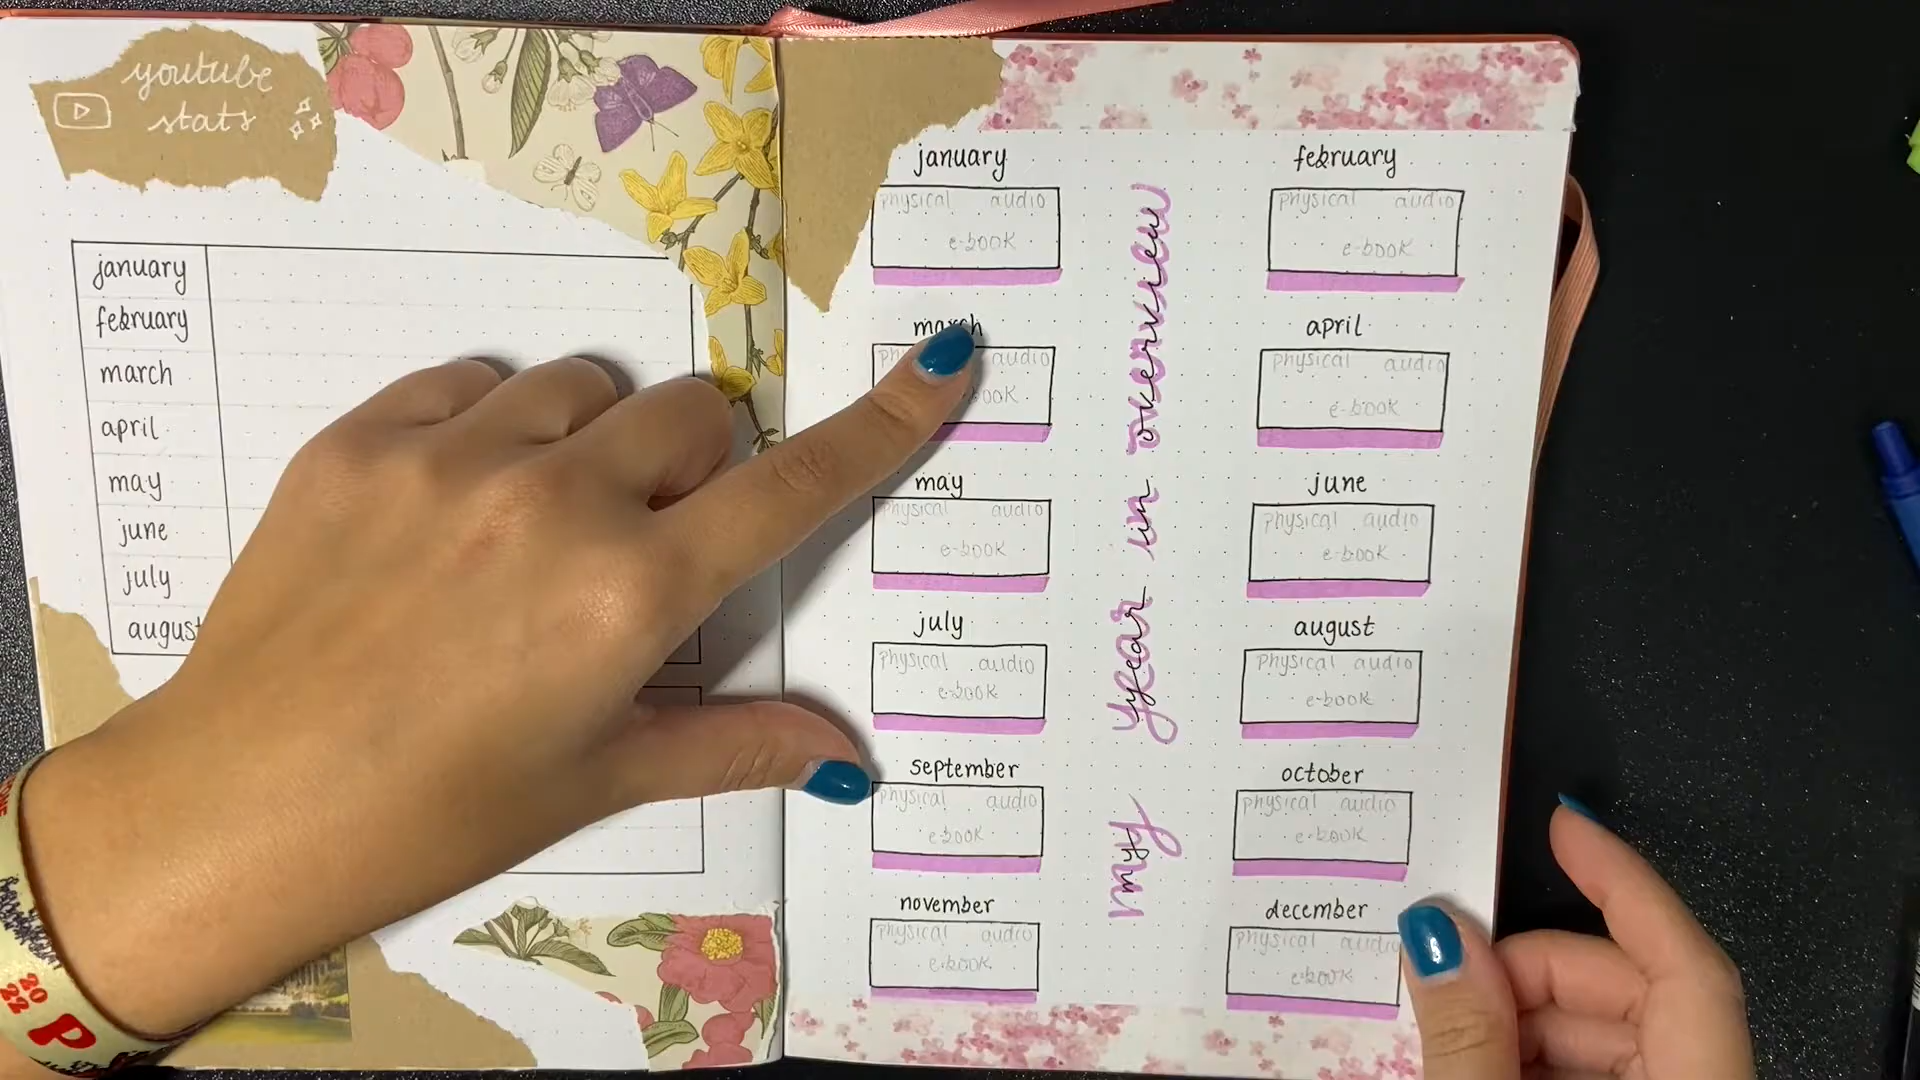 youtube
stats
january
february
march
april
may
june
july
august
january
physical audio
e-book
february
physical audio
e-book
march
audio
april
physical audio
e-book
may
physical audio
e-book
june
physical audio
e-book
july
physical audio
e-book
august
physical audio
e-book
september
physical audio
e-book
october
physical audio
e-book
november
physical audio
e-book
december
physical audio
e-book
my year in overview
2022
P